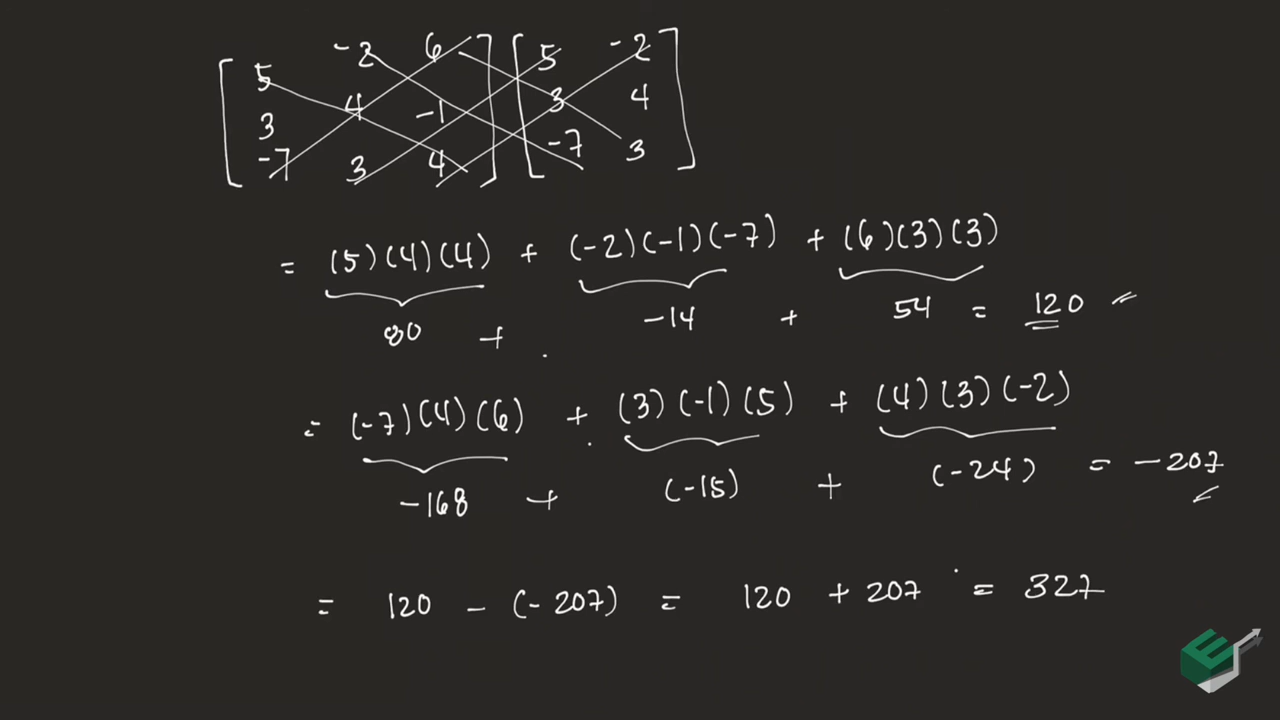 [ 5 -2 6 ] [ 5 -2 ]
3 4 -1 3 4
-7 3 4 -7 3
= (5)(4)(4) + (-2)(-1)(-7) + (6)(3)(3)
80 + -14 + 54 = 120
= (-7)(4)(6) + (3)(-1)(5) + (4)(3)(-2)
-168 + (-15) + (-24) = -207
= 120 - (-207) = 120 + 207 = 327